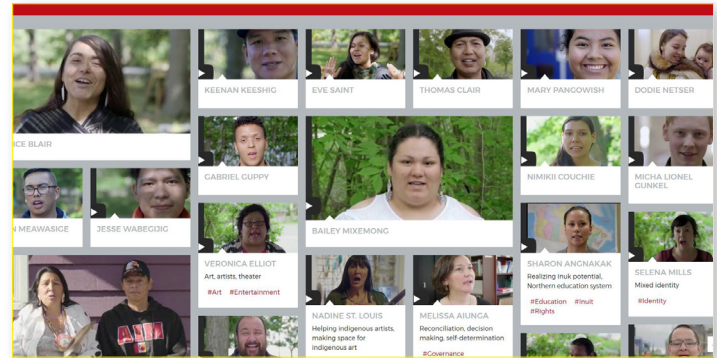 KEENAN KEESHIG
EVE SAINT
THOMAS CLAIR
MARY PANGOWISH
DODIE NETSER
ICE BLAIR
GABRIEL GUPPY
NIMIKII COUCHIE
MICHA LIONEL
GUNKEL
N MEAWASIGE
JESSE WABEGIJIG
BAILEY MIXEMONG
VERONICA ELLIOT
Art, artists, theater
#Art #Entertainment
SHARON ANGNAKAK
Realizing Inuk potential,
Northern education system
#Education #Inuit
#Rights
SELENA MILLS
Mixed identity
#Identity
NADINE ST. LOUIS
Helping indigenous artists,
making space for
indigenous art
MELISSA AIUNGA
Reconciliation, decision
making, self-determination
#Governance